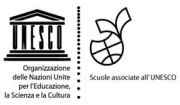 UNESCO
Organizzazione
delle Nazioni Unite
per l'Educazione,
la Scienza e la Cultura
Scuole associate all'UNESCO